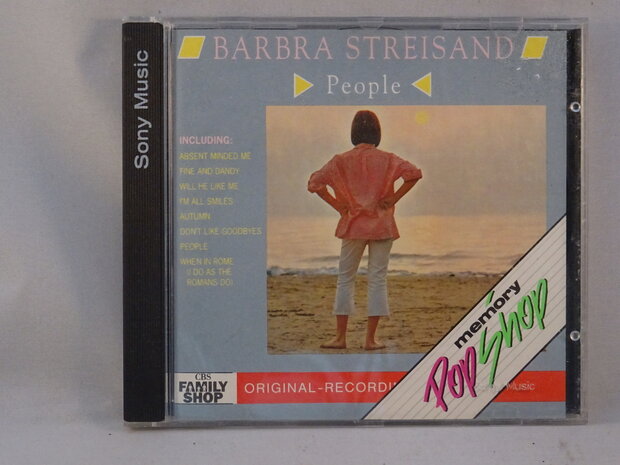 Sony Music
BARBRA STREISAND
People
INCLUDING:
ABSENT MINDED ME
FINE AND DANDY
WILL HE LIKE ME
I'M ALL SMILES
AUTUMN
DON'T LIKE GOODBYES
PEOPLE
WHEN IN ROME
(I DO AS THE
ROMANS DO)
memory
Pop Shop
CBS
FAMILY
SHOP
ORIGINAL-RECORDI
Music